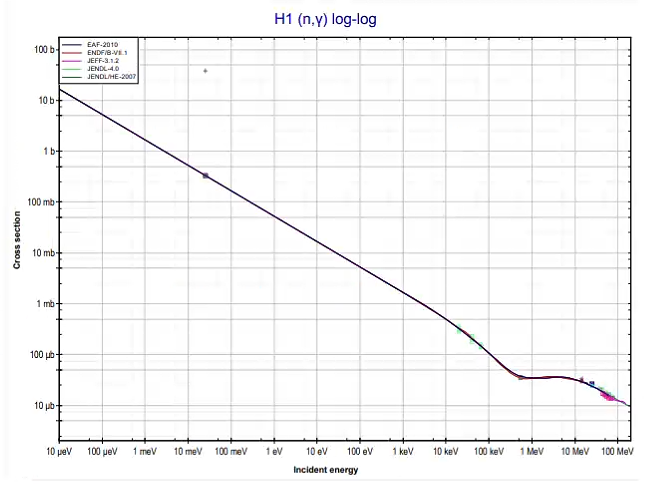 H1 (n,γ) log-log
EAF-2010
ENDF/B-VII.1
JEFF-3.1.2
JENDL-4.0
JENDL/HE-2007
100 b
10 b
1 b
100 mb
10 mb
1 mb
100 μb
10 μb
Cross section
10 μeV 100 μeV 1 meV 10 meV 100 meV 1 eV 10 eV 100 eV 1 keV 10 keV 100 keV 1 MeV 10 MeV 100 MeV
Incident energy